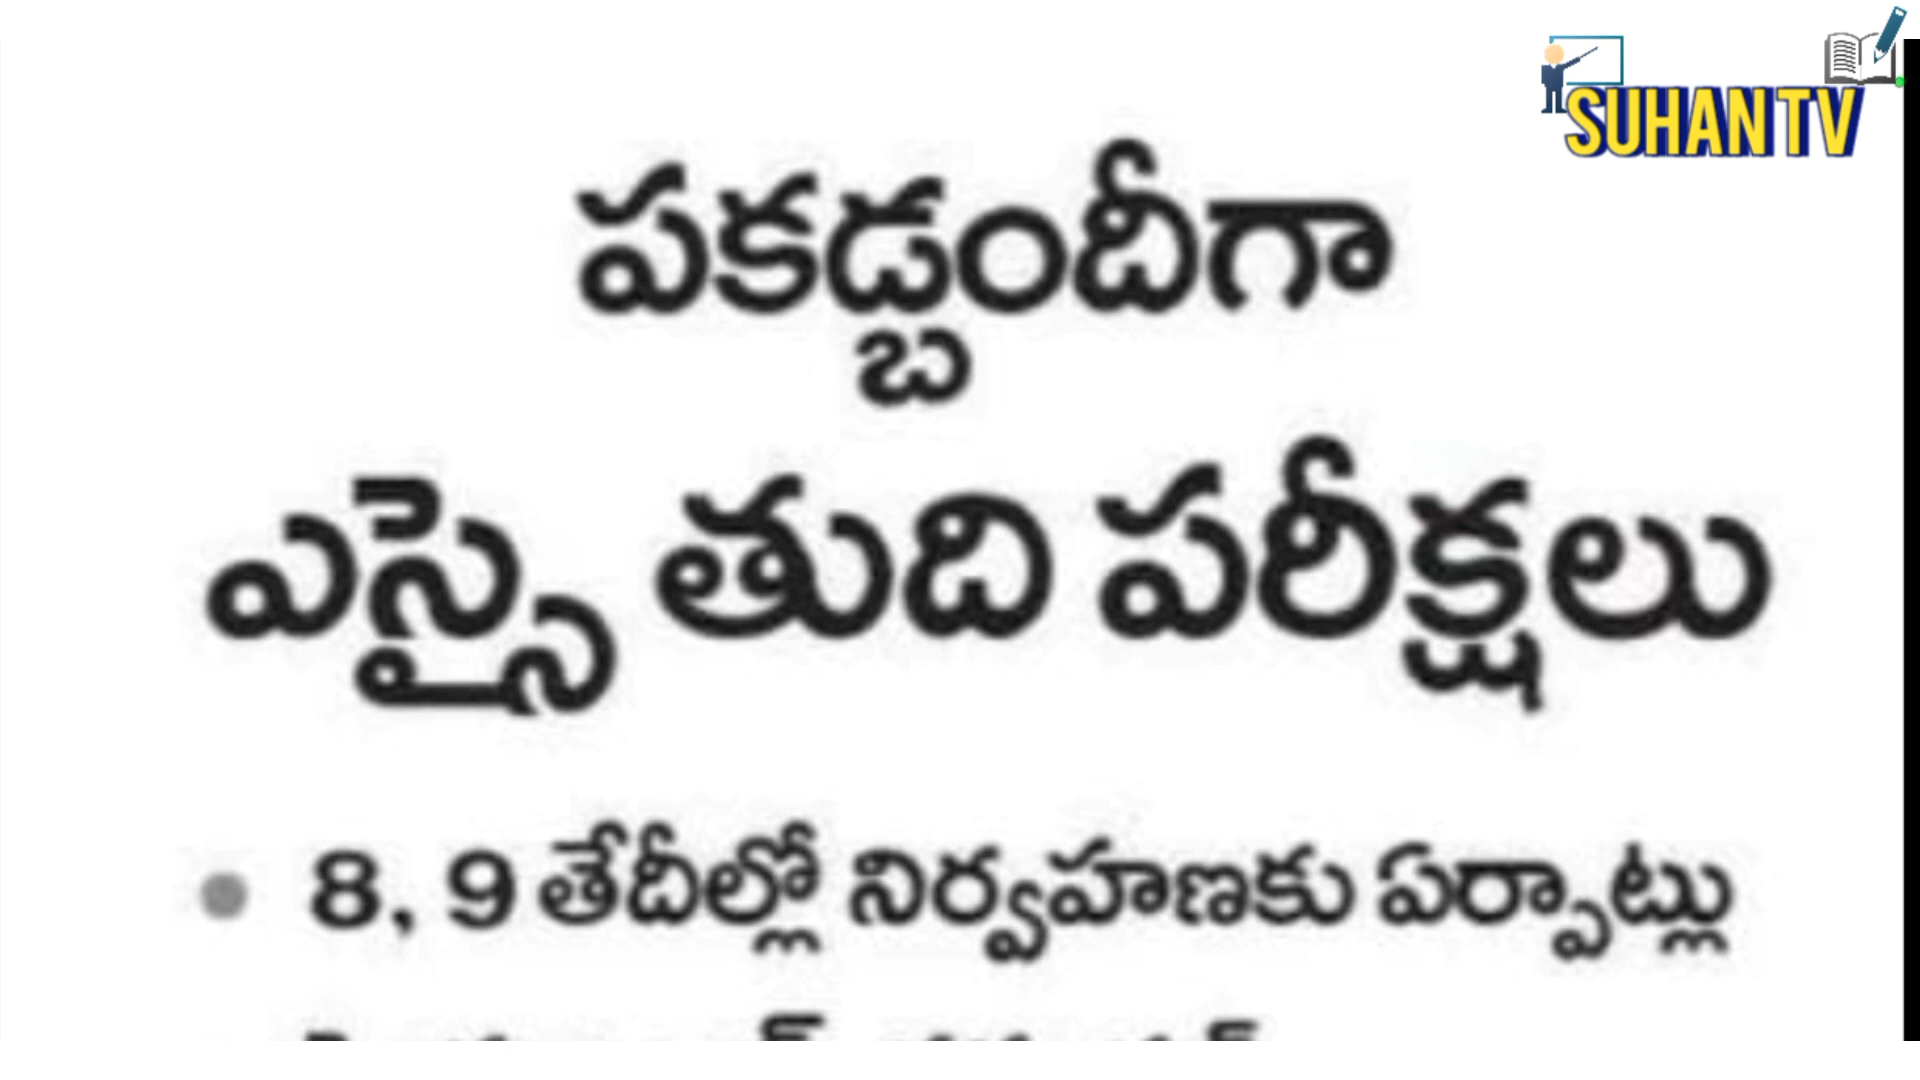 SUHAN TV
పకడ్బందీగా
ఎస్సై తుది పరీక్షలు
• 8, 9 తేదీల్లో నిర్వహణకు ఏర్పాట్లు